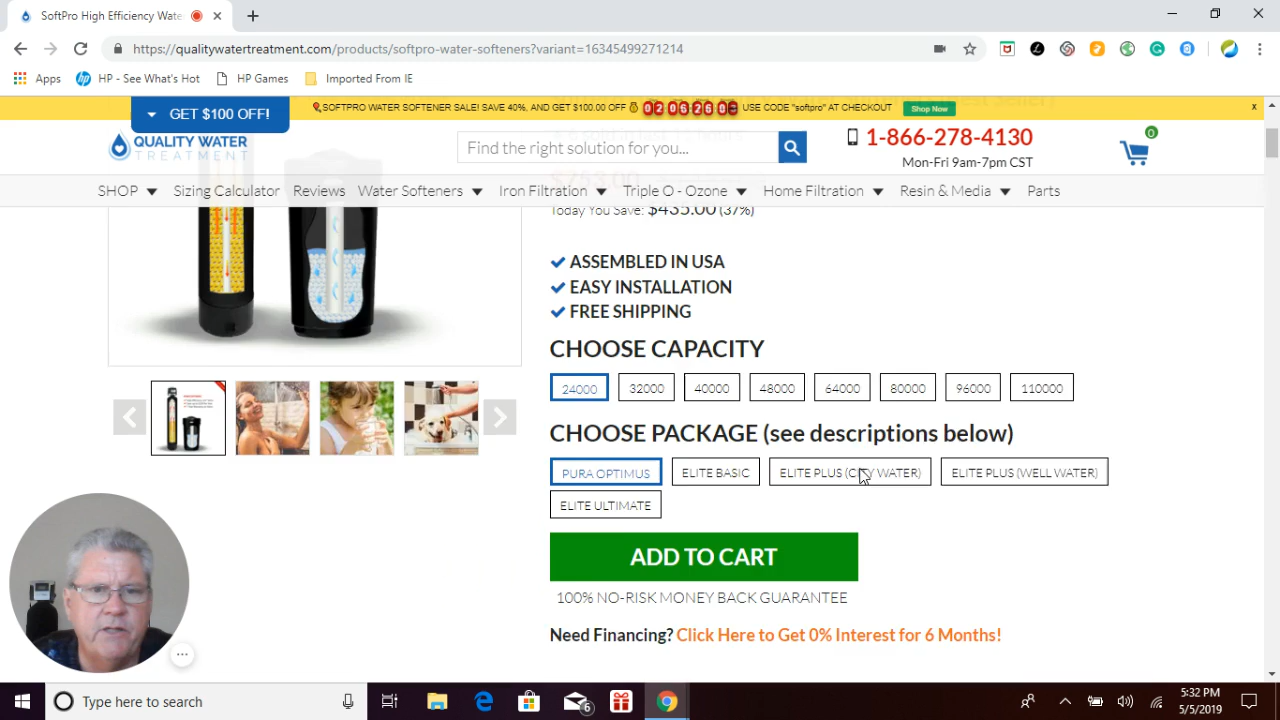 SoftPro High Efficiency Wate
https://qualitywatertreatment.com/products/softpro-water-softeners?variant=16345499271214
Apps HP - See What's Hot HP Games Imported From IE
GET $100 OFF!
SOFTPRO WATER SOFTENER SALE! SAVE 40%, AND GET $100.00 OFF USE CODE "softpro" AT CHECKOUT Shop Now x
QUALITY WATER
TREATMENT
Find the right solution for you...
1-866-278-4130
Mon-Fri 9am-7pm CST
0
SHOP Sizing Calculator Reviews Water Softeners Iron Filtration Triple O - Ozone Home Filtration Resin & Media Parts
Today You Save: $435.00 (37%)
ASSEMBLED IN USA
EASY INSTALLATION
FREE SHIPPING
CHOOSE CAPACITY
24000 32000 40000 48000 64000 80000 96000 110000
CHOOSE PACKAGE (see descriptions below)
PURA OPTIMUS ELITE BASIC ELITE PLUS (CITY WATER) ELITE PLUS (WELL WATER)
ELITE ULTIMATE
ADD TO CART
100% NO-RISK MONEY BACK GUARANTEE
Need Financing? Click Here to Get 0% Interest for 6 Months!
Type here to search
6
5:32 PM
5/5/2019